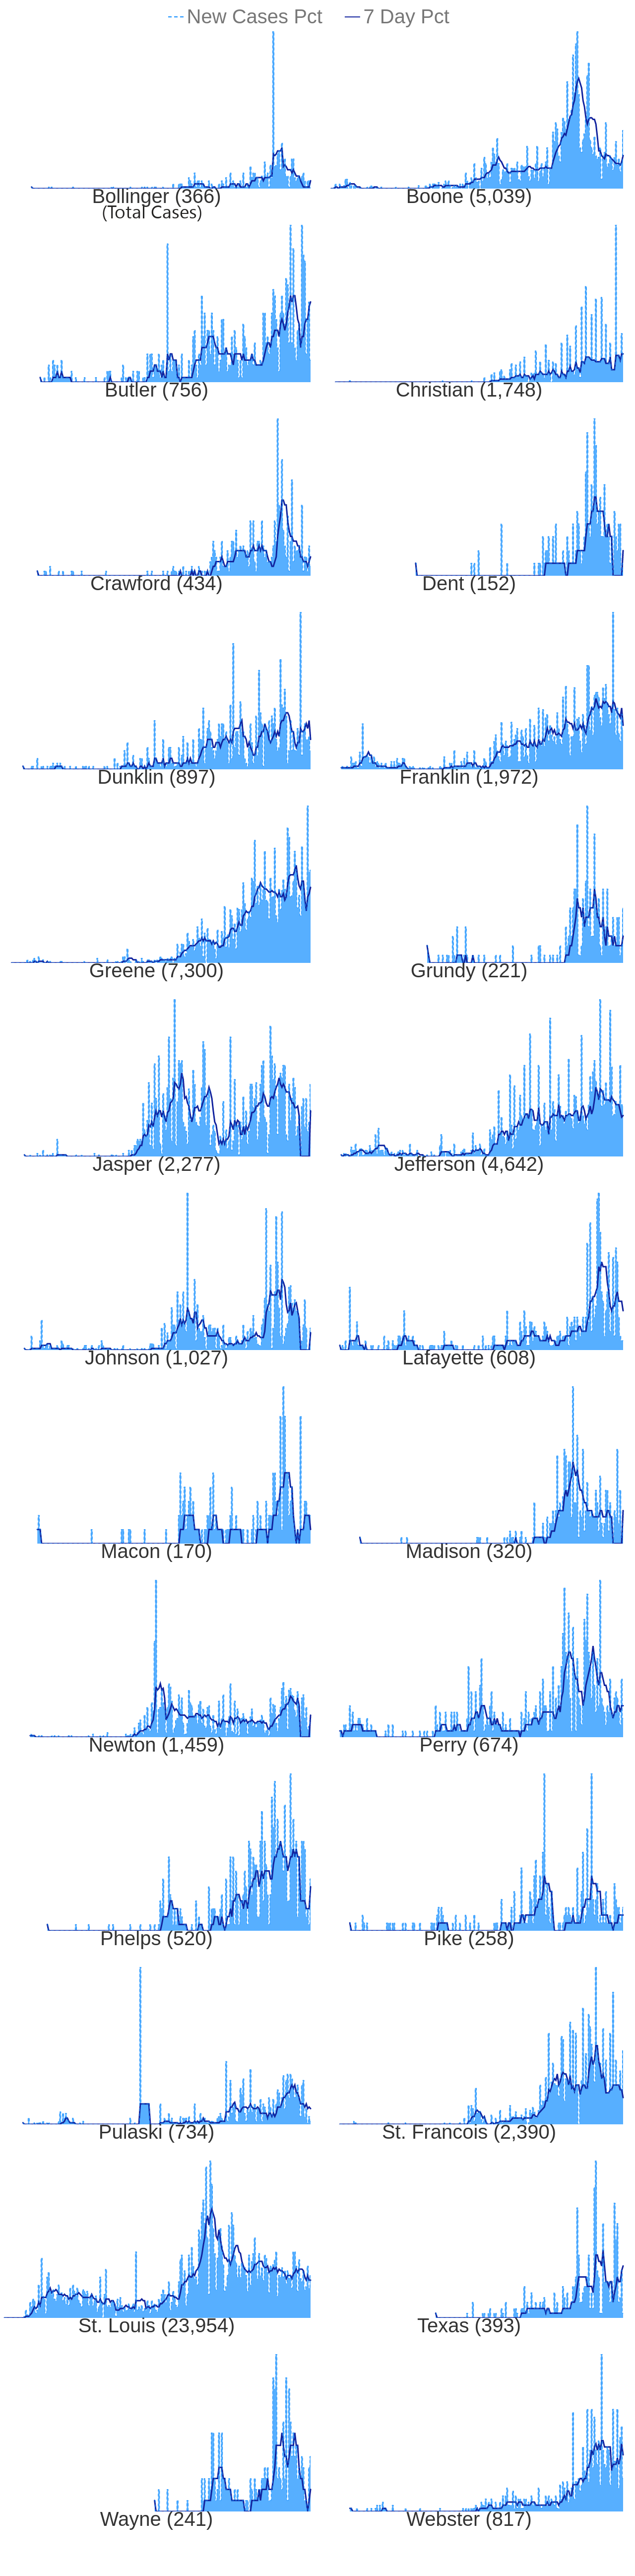 New Cases Pct 7 Day Pct
Bollinger (366) Boone (5,039)
(Total Cases)
Butler (756) Christian (1,748)
Crawford (434) Dent (152)
Dunklin (897) Franklin (1,972)
Greene (7,300) Grundy (221)
Jasper (2,277) Jefferson (4,642)
Johnson (1,027) Lafayette (608)
Macon (170) Madison (320)
Newton (1,459) Perry (674)
Phelps (520) Pike (258)
Pulaski (734) St. Francois (2,390)
St. Louis (23,954) Texas (393)
Wayne (241) Webster (817)